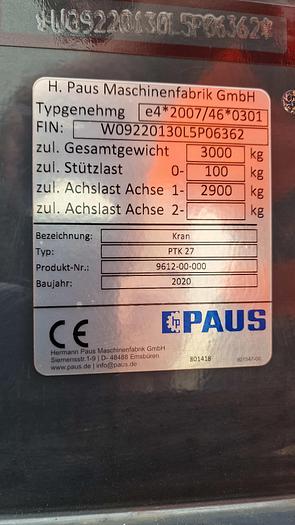 W09220130L5P06362*
H. Paus Maschinenfabrik GmbH
Typgenehmg e4*2007/46*0301
FIN: W09220130L5P06362
zul. Gesamtgewicht 3000 kg
zul. Stützlast 0- 100 kg
zul. Achslast Achse 1- 2900 kg
zul. Achslast Achse 2- kg
Bezeichnung: Kran
Typ: PTK 27
Produkt-Nr.: 9612-00-000
Baujahr: 2020
CE PAUS
Hermann Paus Maschinenfabrik GmbH
Siemensstr.1-9 | D- 48488 Emsbüren
www.paus.de | info@paus.de 801418